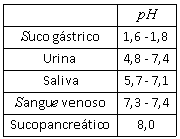 pH
Suco gástrico 1,6 -1,8
Urina 4,8 - 7,4
Saliva 5,7 - 7,1
Sangue venoso 7,3 - 7,4
Sucopancreático 8,0